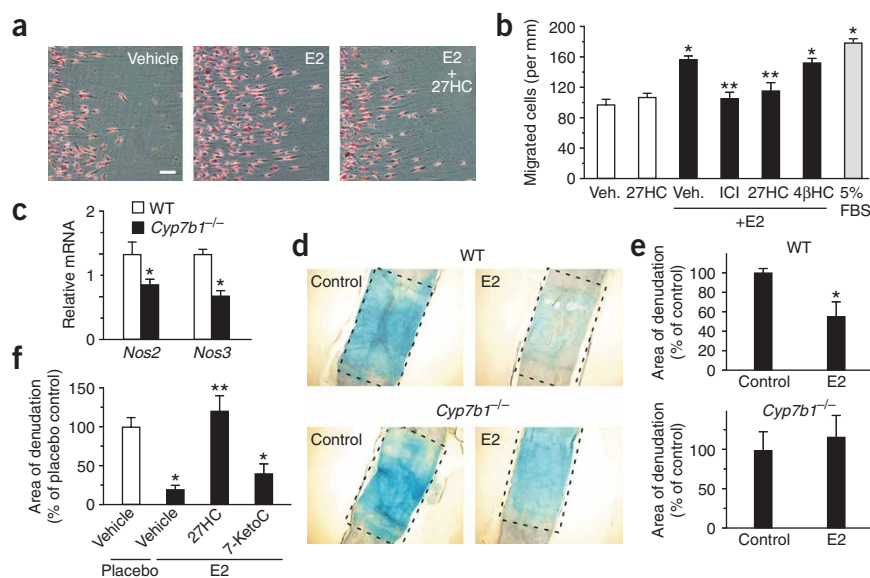 a
Vehicle
E2
E2
+
27HC
b
Migrated cells (per mm)
200
160
120
80
40
0
*
**
**
*
*
Veh. 27HC Veh. ICI 27HC 4βHC 5% FBS
+E2
c
WT
Cyp7b1−/−
Relative mRNA
2
1
0
*
*
Nos2 Nos3
d
WT
Control
E2
Cyp7b1−/−
Control
E2
e
WT
Area of denudation
(% of control)
100
80
60
40
20
0
*
Control E2
Cyp7b1−/−
Area of denudation
(% of control)
100
50
0
Control E2
f
Area of denudation
(% of placebo control)
150
100
50
0
*
**
*
Vehicle Vehicle 27HC 7-KetoC
Placebo E2